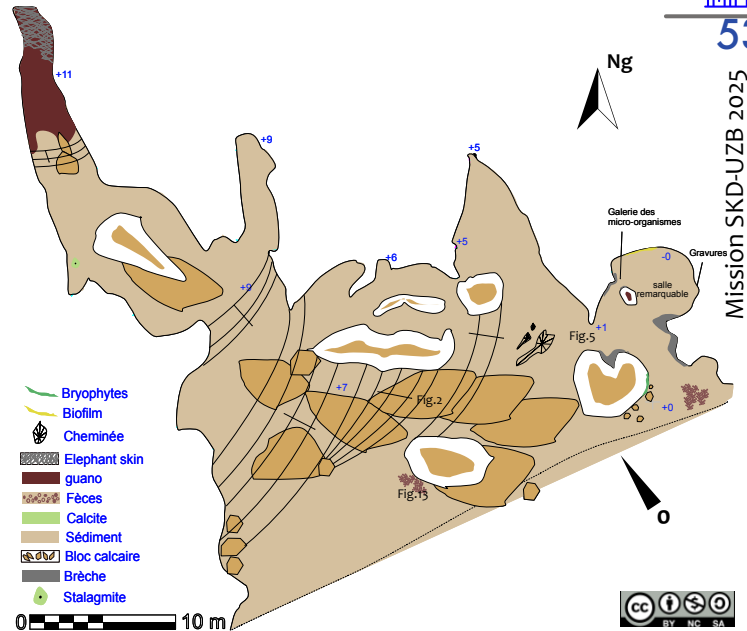 53
Mission SKD-UZB 2025
Ng
+11
+9
+5
+5
+6
+9
+7
Galerie des
micro-organismes
Gravures
-0
salle
remarquable
+1
Fig.5
Fig.2
+0
Fig.13
O
Bryophytes
Biofilm
Cheminée
Elephant skin
guano
Fèces
Calcite
Sédiment
Bloc calcaire
Brèche
Stalagmite
0 10 m
cc
BY NC SA